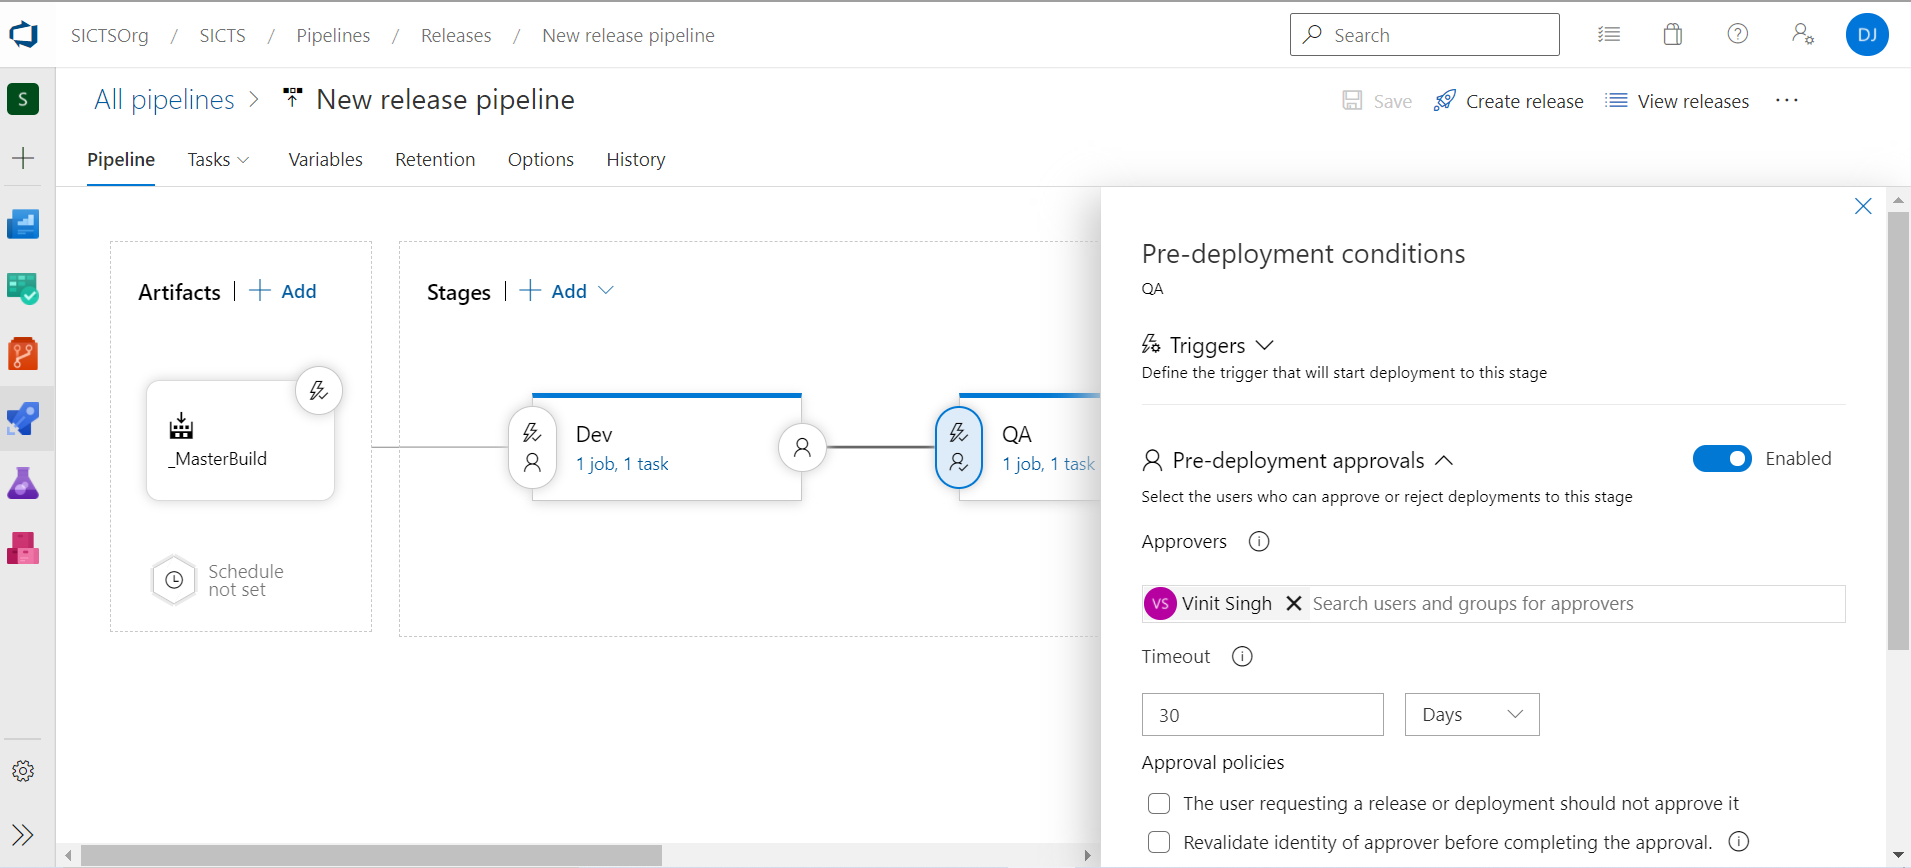 SICTSOrg / SICTS / Pipelines / Releases / New release pipeline
Search
DJ
S
All pipelines > New release pipeline
Save Create release View releases ...
Pipeline Tasks Variables Retention Options History
Artifacts | + Add
Stages | + Add
_MasterBuild
Schedule
not set
Dev
1 job, 1 task
QA
1 job, 1 task
Pre-deployment conditions
QA
Triggers
Define the trigger that will start deployment to this stage
Pre-deployment approvals
Enabled
Select the users who can approve or reject deployments to this stage
Approvers
VS Vinit Singh Search users and groups for approvers
Timeout
30 Days
Approval policies
The user requesting a release or deployment should not approve it
Revalidate identity of approver before completing the approval.